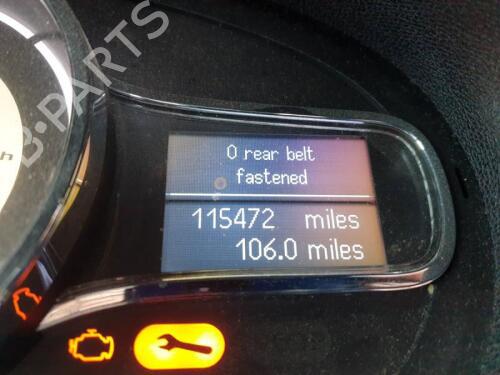 B-PARTS
h
0 rear belt
fastened
115472 miles
106.0 miles